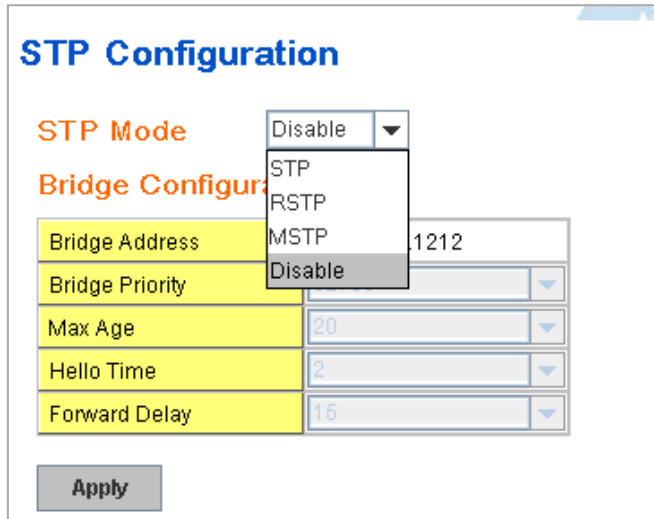 STP Configuration
STP Mode Disable
STP
Bridge Configura
RSTP
MSTP
Disable
Bridge Address .1212
Bridge Priority
Max Age 20
Hello Time 2
Forward Delay 15
Apply